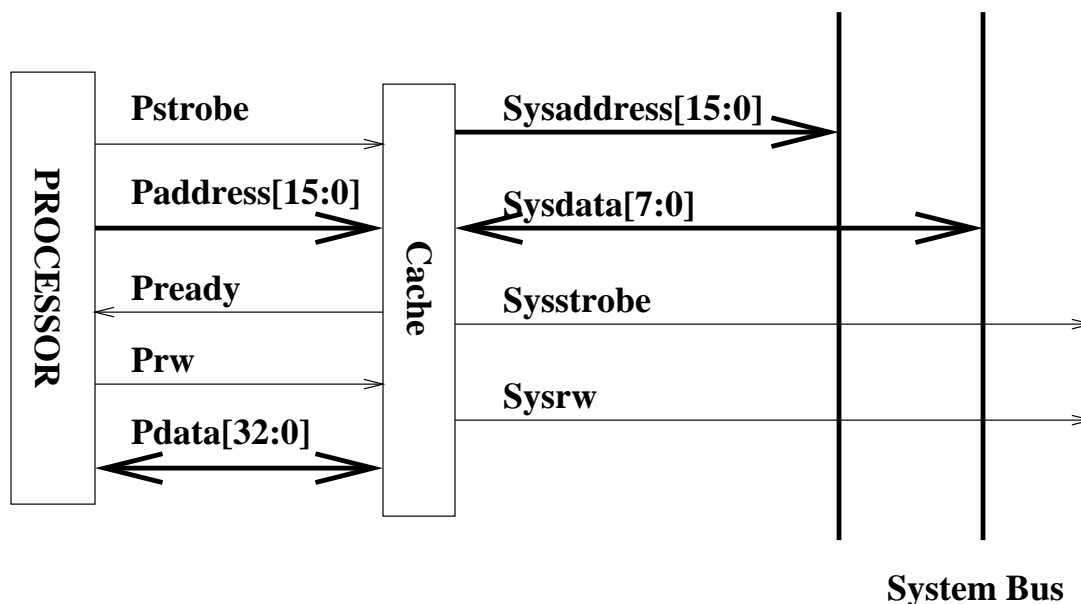 PROCESSOR
Pstrobe
Paddress[15:0]
Pready
Prw
Pdata[32:0]
Cache
Sysaddress[15:0]
Sysdata[7:0]
Sysstrobe
Sysrw
System Bus